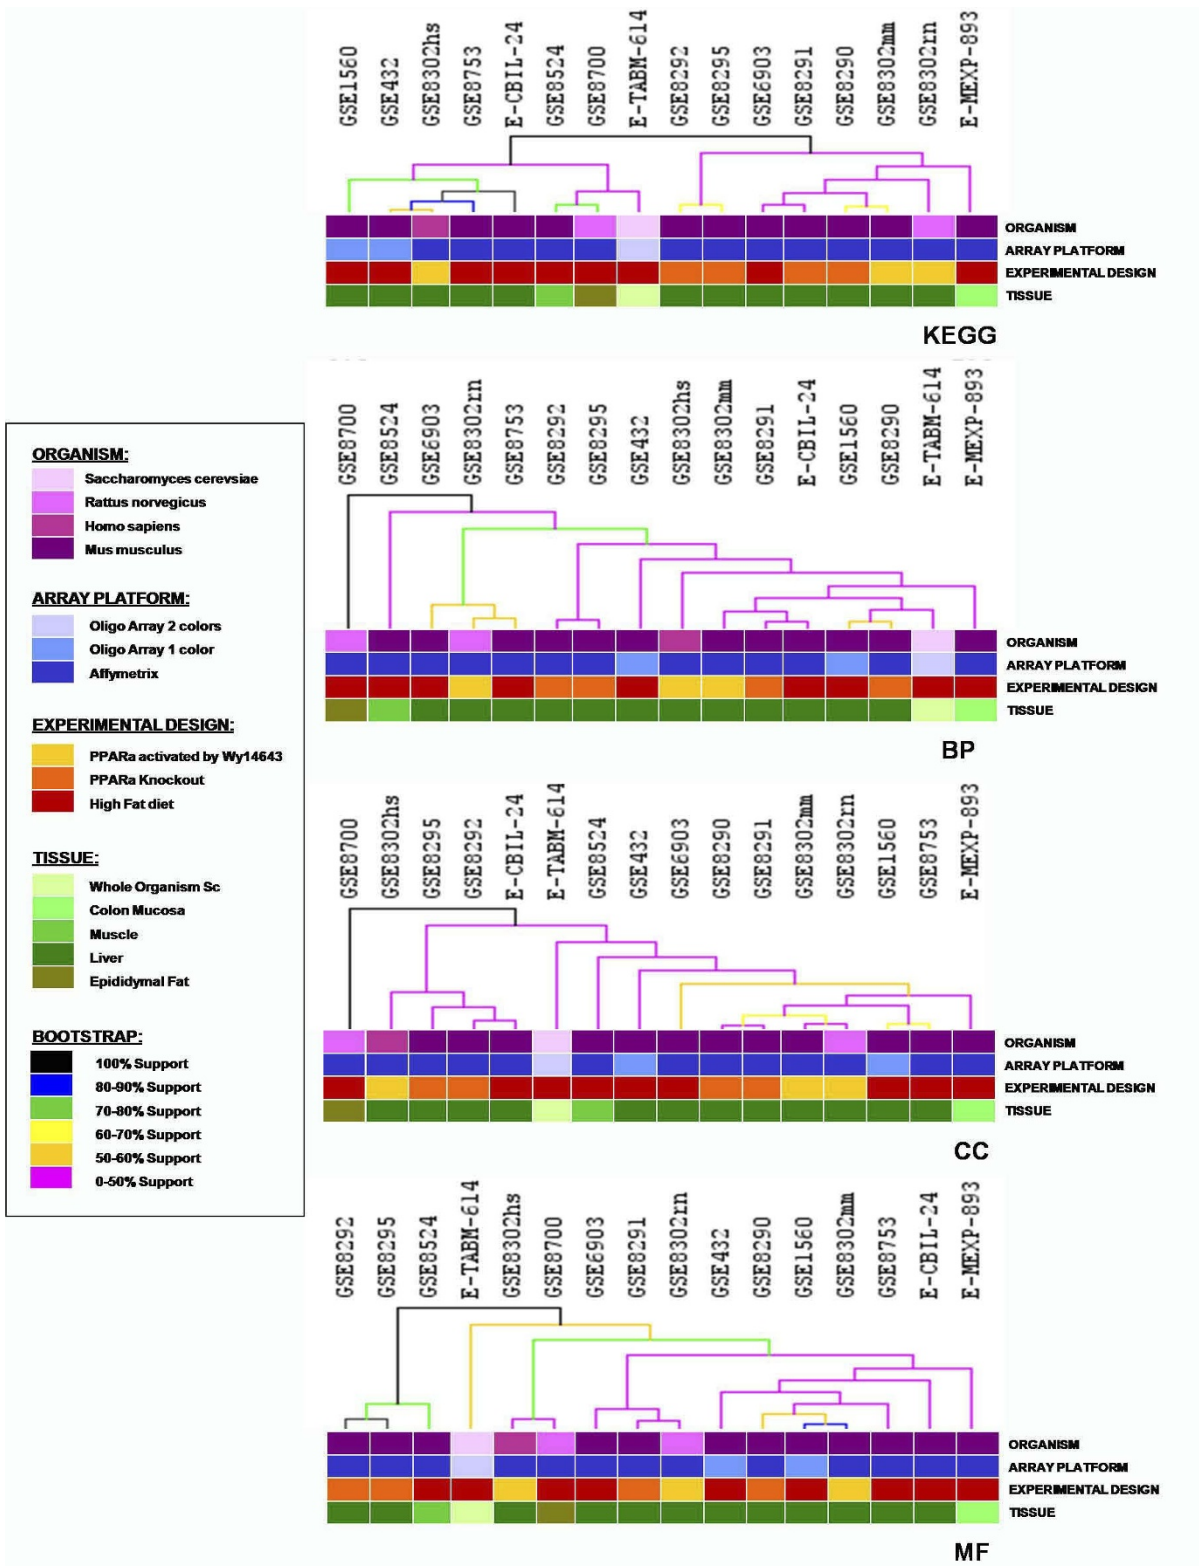 GSE1560 GSE432 GSE8302hs GSE8753 E-CBIL-24 GSE8524 GSE8700 E-TABM-614 GSE8292 GSE8295 GSE6903 GSE8291 GSE8290 GSE8302mm GSE8302rn E-MEXP-893
ORGANISM
ARRAY PLATFORM
EXPERIMENTAL DESIGN
TISSUE
KEGG
GSE8700 GSE8524 GSE6903 GSE8302rn GSE8753 GSE8292 GSE8295 GSE432 GSE8302hs GSE8302mm GSE8291 E-CBIL-24 GSE1560 GSE8290 E-TABM-614 E-MEXP-893
ORGANISM
ARRAY PLATFORM
EXPERIMENTAL DESIGN
TISSUE
BP
ORGANISM:
Saccharomyces cerevsiae
Rattus norvegicus
Homo sapiens
Mus musculus
ARRAY PLATFORM:
Oligo Array 2 colors
Oligo Array 1 color
Affymetrix
EXPERIMENTAL DESIGN:
PPARa activated by Wy14643
PPARa Knockout
High Fat diet
TISSUE:
Whole Organism Sc
Colon Mucosa
Muscle
Liver
Epididymal Fat
BOOTSTRAP:
100% Support
80-90% Support
70-80% Support
60-70% Support
50-60% Support
0-50% Support
GSE8700 GSE8302hs GSE8295 GSE8292 E-CBIL-24 E-TABM-614 GSE8524 GSE432 GSE6903 GSE8290 GSE8291 GSE8302mm GSE8302rn GSE1560 GSE8753 E-MEXP-893
ORGANISM
ARRAY PLATFORM
EXPERIMENTAL DESIGN
TISSUE
CC
GSE8292 GSE8295 GSE8524 E-TABM-614 GSE8302hs GSE8700 GSE6903 GSE8291 GSE8302rn GSE432 GSE8290 GSE1560 GSE8302mm GSE8753 E-CBIL-24 E-MEXP-893
ORGANISM
ARRAY PLATFORM
EXPERIMENTAL DESIGN
TISSUE
MF